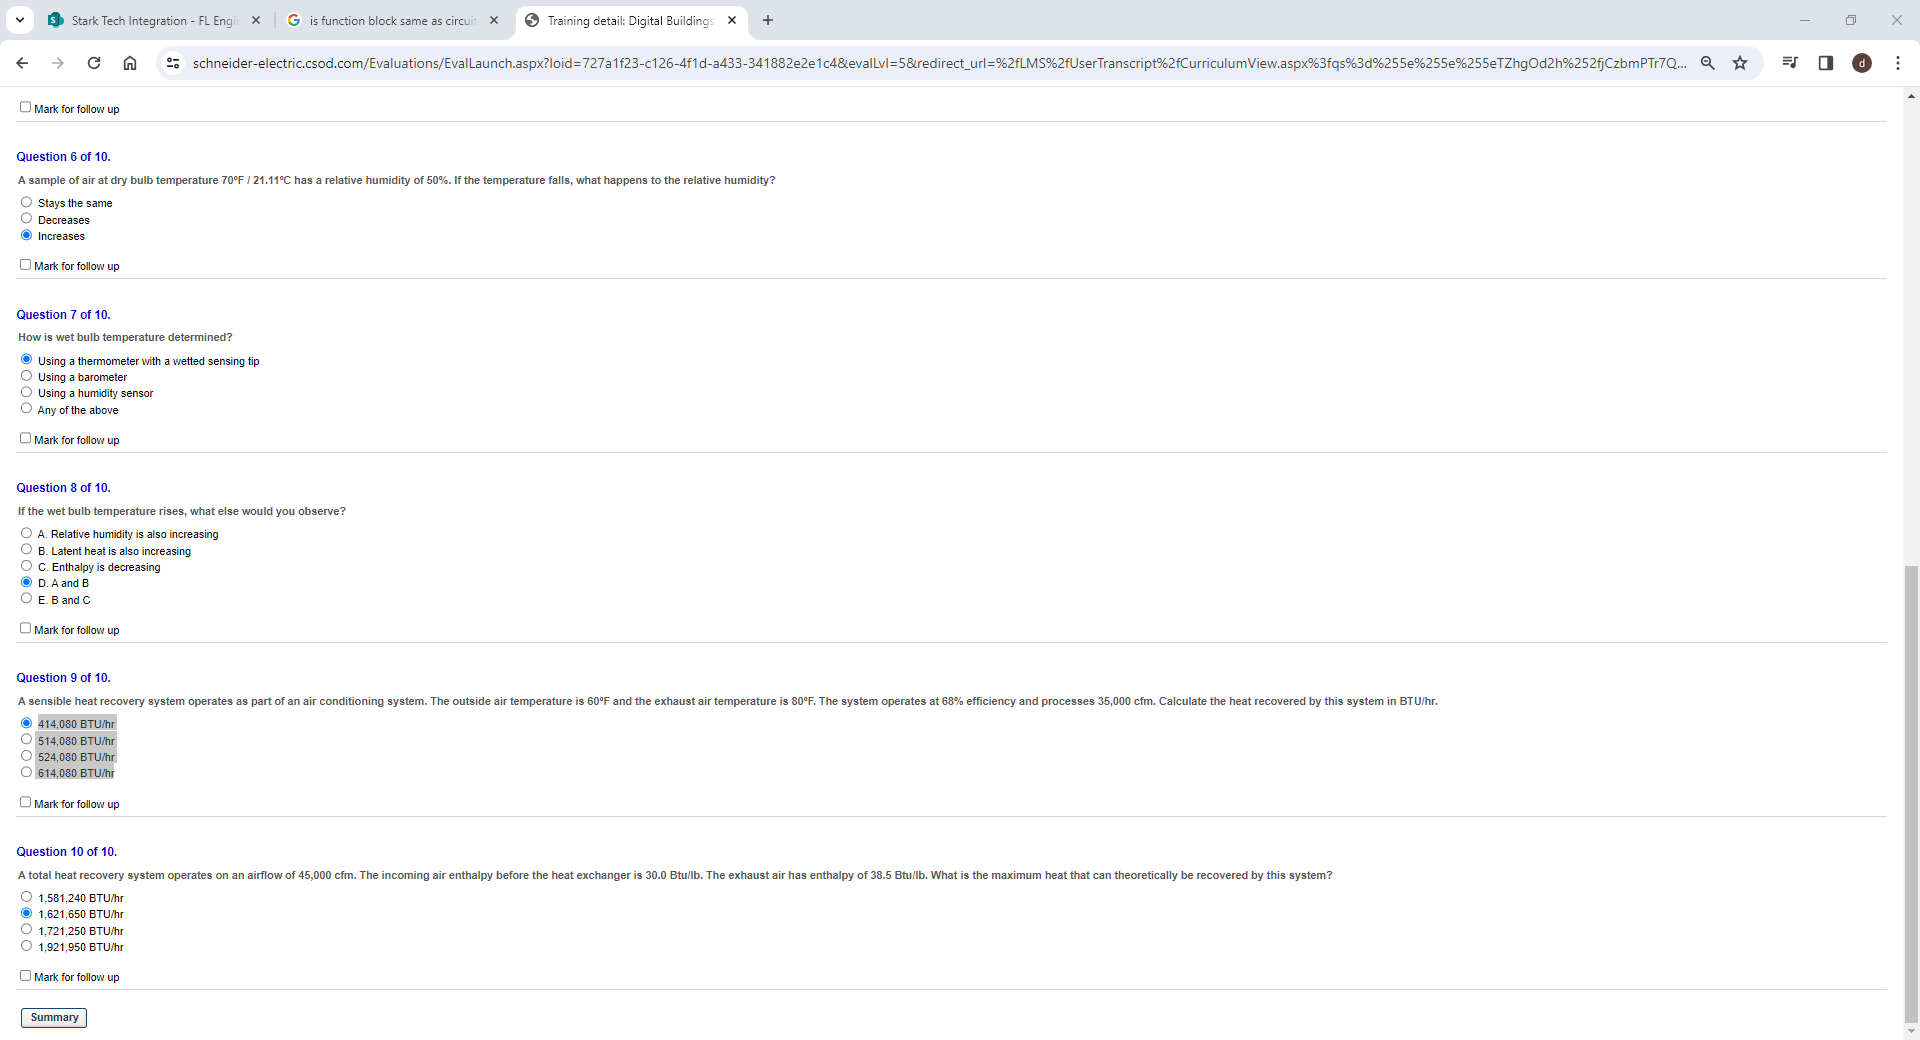 Stark Tech Integration - FL Engi
is function block same as circui
Training detail: Digital Buildings
schneider-electric.csod.com/Evaluations/EvalLaunch.aspx?loid=727a1f23-c126-4f1d-a433-341882e2e1c4&evalLvl=5&redirect_url=%2fLMS%2fUserTranscript%2fCurriculumView.aspx%3fqs%3d%255e%255e%255eTZhgOd2h%252fjCzbmPTr7Q...
d
Mark for follow up
Question 6 of 10.
A sample of air at dry bulb temperature 70ºF / 21.11ºC has a relative humidity of 50%. If the temperature falls, what happens to the relative humidity?
Stays the same
Decreases
Increases
Mark for follow up
Question 7 of 10.
How is wet bulb temperature determined?
Using a thermometer with a wetted sensing tip
Using a barometer
Using a humidity sensor
Any of the above
Mark for follow up
Question 8 of 10.
If the wet bulb temperature rises, what else would you observe?
A. Relative humidity is also increasing
B. Latent heat is also increasing
C. Enthalpy is decreasing
D. A and B
E. B and C
Mark for follow up
Question 9 of 10.
A sensible heat recovery system operates as part of an air conditioning system. The outside air temperature is 60ºF and the exhaust air temperature is 80ºF. The system operates at 68% efficiency and processes 35,000 cfm. Calculate the heat recovered by this system in BTU/hr.
414,080 BTU/hr
514,080 BTU/hr
524,080 BTU/hr
614,080 BTU/hr
Mark for follow up
Question 10 of 10.
A total heat recovery system operates on an airflow of 45,000 cfm. The incoming air enthalpy before the heat exchanger is 30.0 Btu/lb. The exhaust air has enthalpy of 38.5 Btu/lb. What is the maximum heat that can theoretically be recovered by this system?
1,581,240 BTU/hr
1,621,650 BTU/hr
1,721,250 BTU/hr
1,921,950 BTU/hr
Mark for follow up
Summary